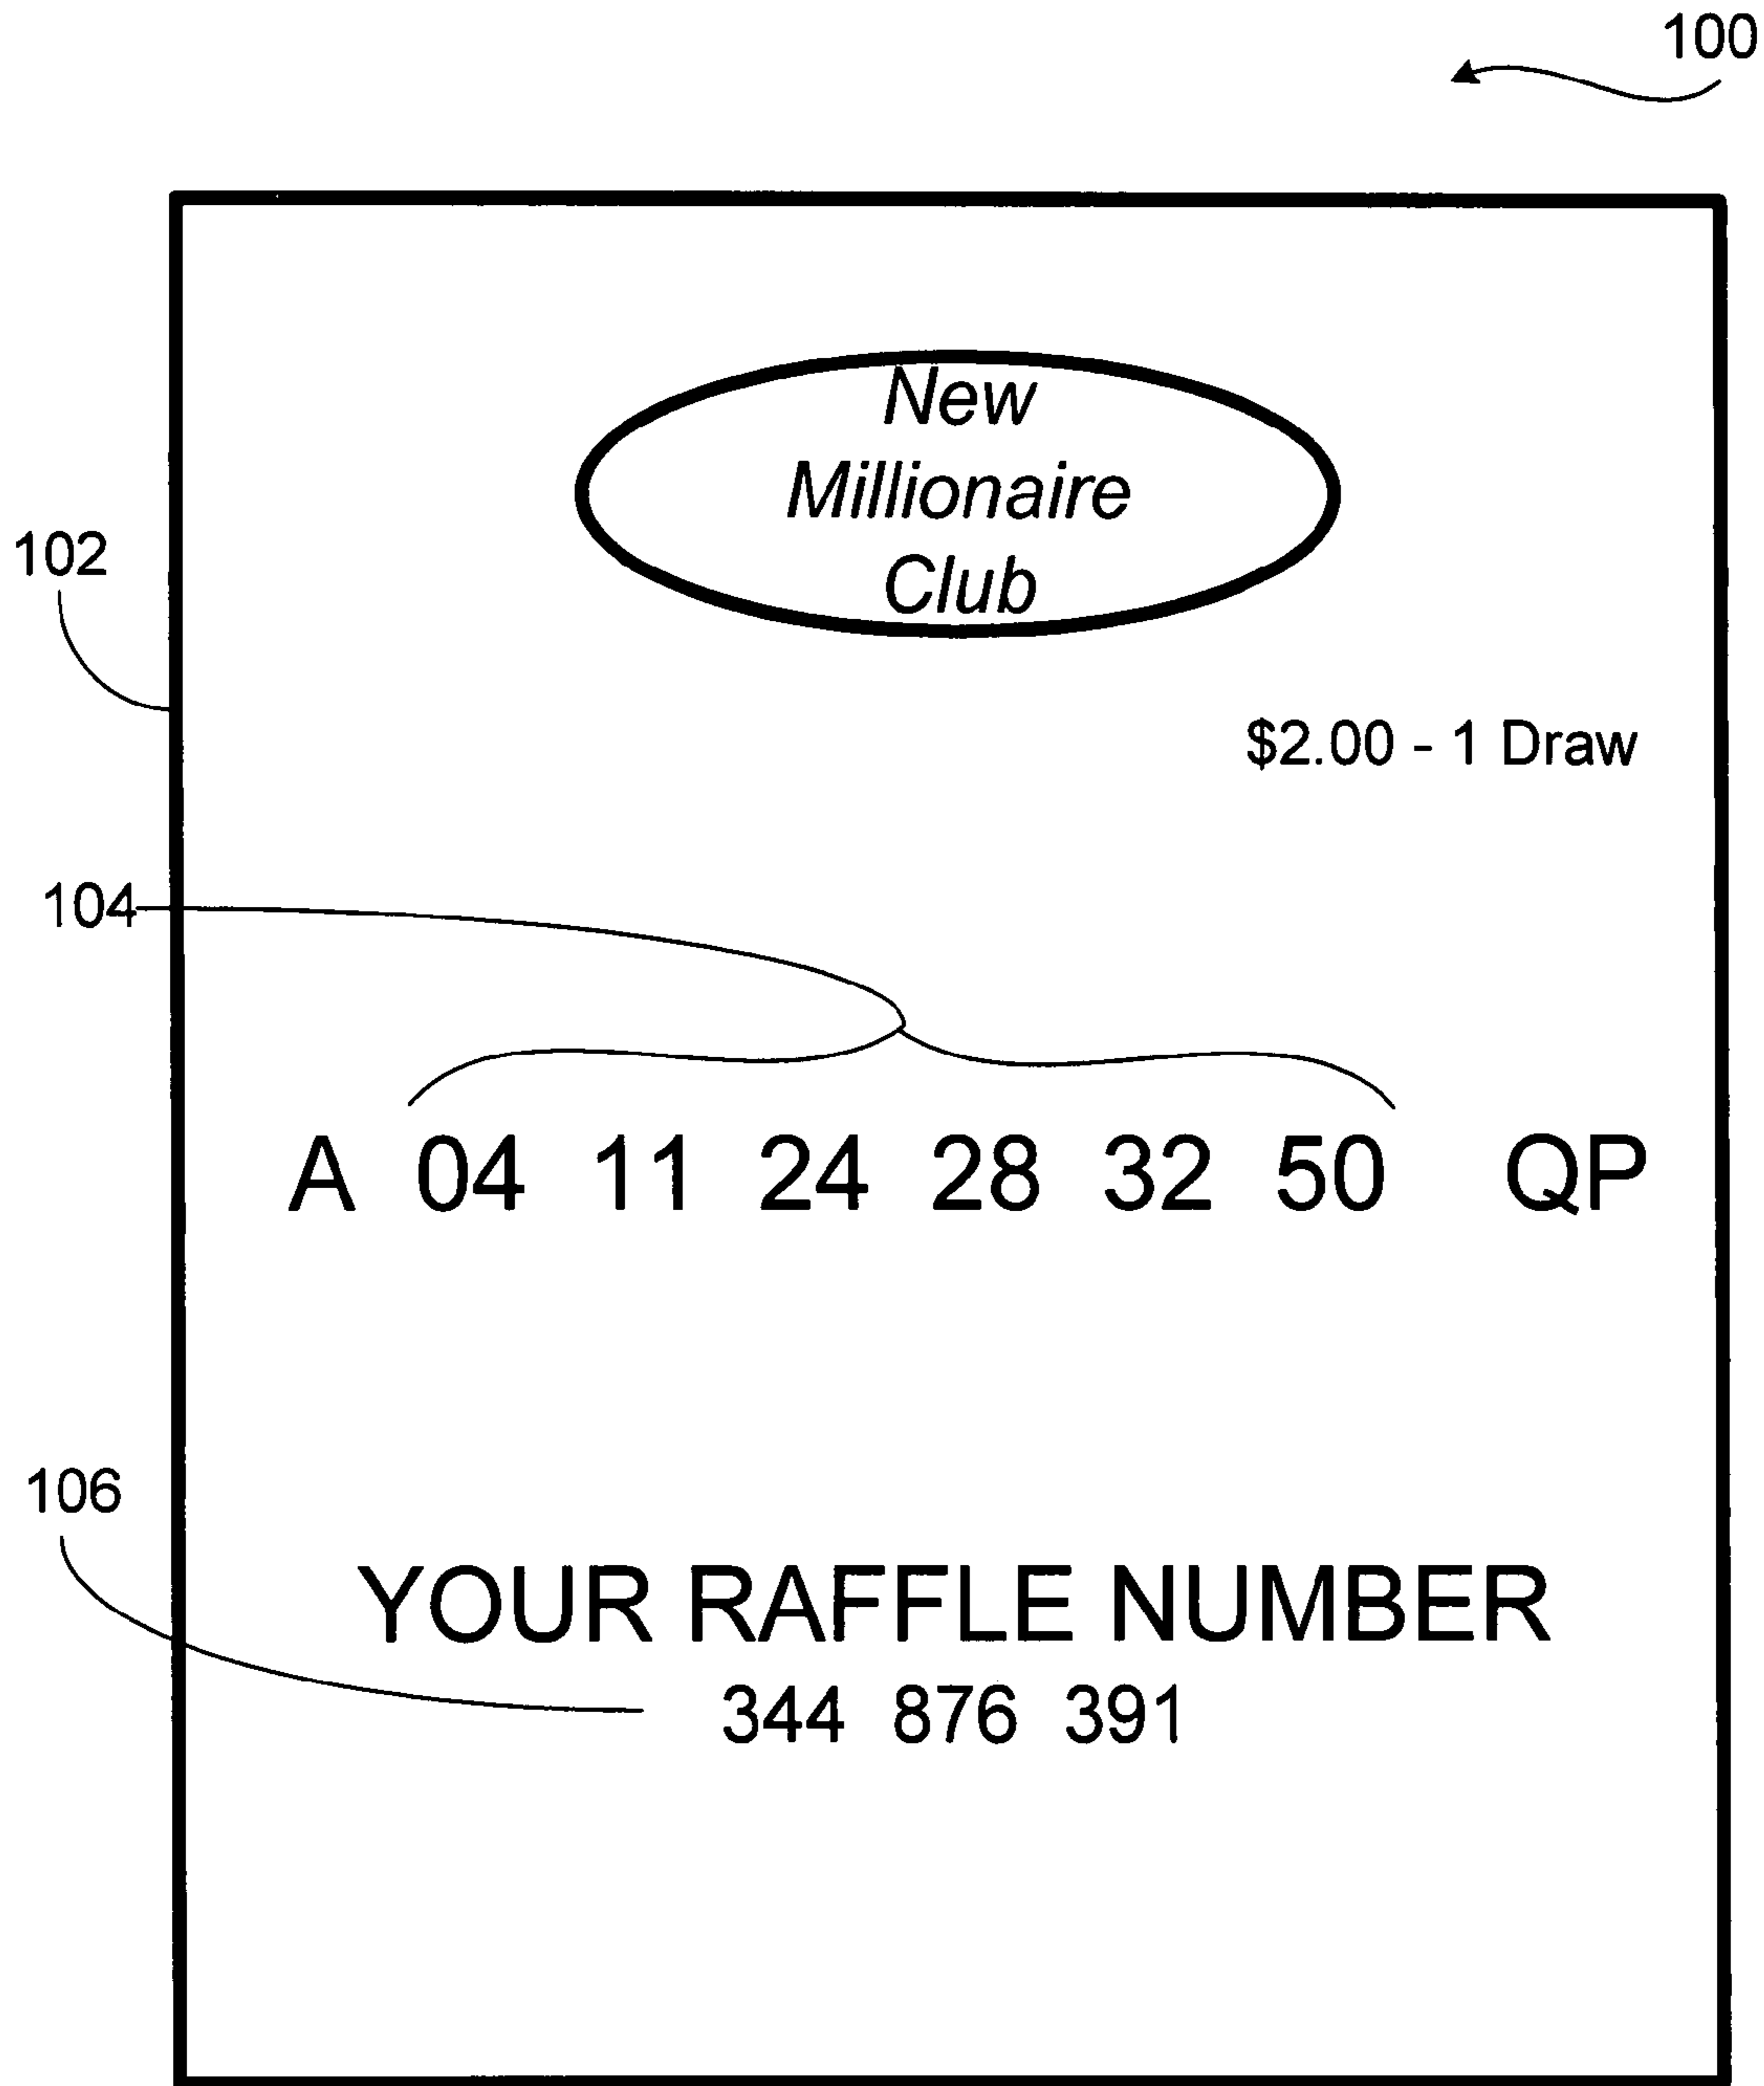 100
New
Millionaire
Club
102
$2.00 - 1 Draw
104
A 04 11 24 28 32 50 QP
106
YOUR RAFFLE NUMBER
344 876 391